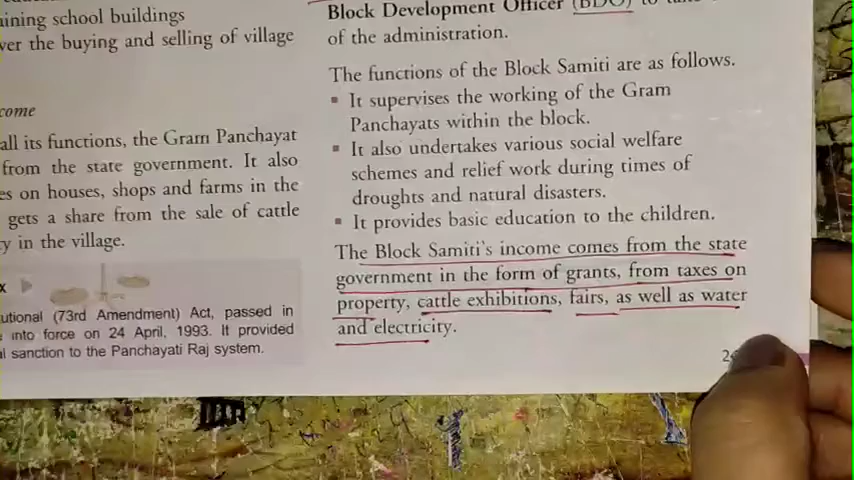 ining school buildings
ver the buying and selling of village
come
all its functions, the Gram Panchayat
from the state government. It also
es on houses, shops and farms in the
gets a share from the sale of cattle
y in the village.
x
utional (73rd Amendment) Act, passed in
into force on 24 April, 1993. It provided
al sanction to the Panchayati Raj system.
Block Development Officer (BDO) to
of the administration.
The functions of the Block Samiti are as follows.
▪ It supervises the working of the Gram
Panchayats within the block.
▪ It also undertakes various social welfare
schemes and relief work during times of
droughts and natural disasters.
▪ It provides basic education to the children.
The Block Samiti's income comes from the state
government in the form of grants, from taxes on
property, cattle exhibitions, fairs, as well as water
and electricity.